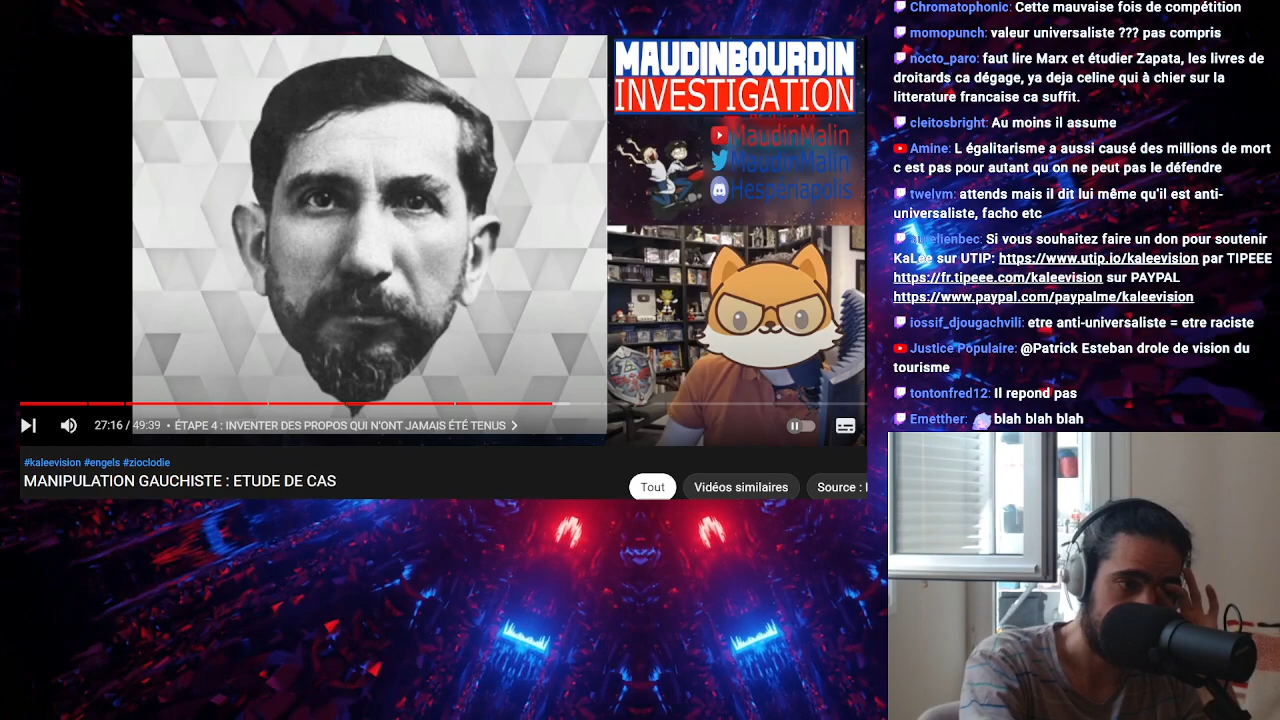 MAUDINBOURDIN
INVESTIGATION
MaudinMalin
MaudinMalin
Hespériapolis
27:16 / 49:39 • ÉTAPE 4 : INVENTER DES PROPOS QUI N'ONT JAMAIS ÉTÉ TENUS
#kaleevision #engels #zioclodie
MANIPULATION GAUCHISTE : ETUDE DE CAS
Tout
Vidéos similaires
Source :
Chromatophonic: Cette mauvaise fois de compétition
momopunch: valeur universaliste ??? pas compris
nocto_paro: faut lire Marx et étudier Zapata, les livres de
droitards ca dégage, ya deja celine qui à chier sur la
litterature francaise ca suffit.
cleitosbright: Au moins il assume
Amine: L égalitarisme a aussi causé des millions de mort
c est pas pour autant qu on ne peut pas le défendre
twelvm: attends mais il dit lui même qu'il est anti-
universaliste, facho etc
Si vous souhaitez faire un don pour soutenir
KaLee sur UTIP: https://www.utip.io/kaleevision par TIPEEE
https://fr.tipeee.com/kaleevision sur PAYPAL
https://www.paypal.com/paypalme/kaleevision
iossif_djougachvili: etre anti-universaliste = etre raciste
Justice Populaire: @Patrick Esteban drole de vision du
tourisme
tontonfred12: Il repond pas
Emetther: blah blah blah